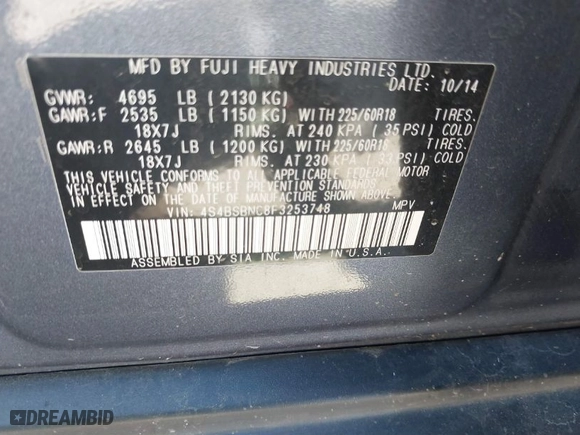 MFD BY FUJI HEAVY INDUSTRIES LTD.
DATE: 10/14
GVWR: 4695 LB ( 2130 KG)
GAWR:F 2535 LB ( 1150 KG) WITH 225/60R18 TIRES.
18X7J RIMS. AT 240 KPA ( 35 PSI) COLD
GAWR:R 2645 LB ( 1200 KG) WITH 225/60R18 TIRES.
18X7J RIMS. AT 230 KPA ( 33 PSI) COLD
THIS VEHICLE CONFORMS TO ALL APPLICABLE FEDERAL MOTOR
VEHICLE SAFETY AND THEFT PREVENTION STANDARDS
IN EFFECT ON THE DATE OF MANUFACTURE SHOWN ABOVE.
VIN: 4S4BSBNC8F3253748 MPV
ASSEMBLED BY SIA INC. MADE IN U.S.A.
DREAMBID